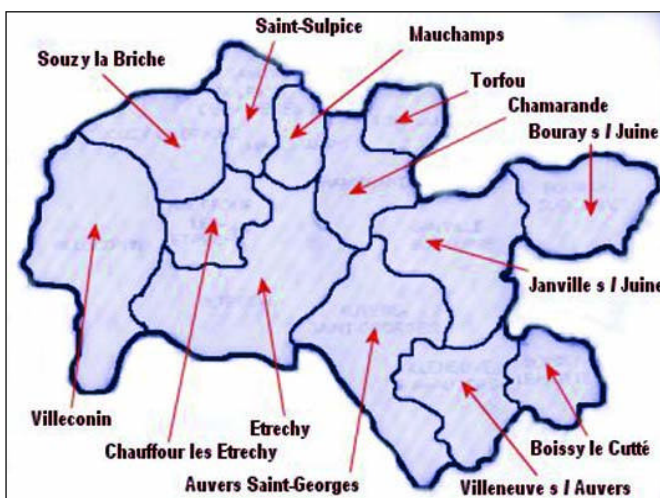 Saint-Sulpice
Mauchamps
Souzy la Briche
Torfou
Chamarande
Bouray s / Juine
Janville s / Juine
Villeconin
Etrechy
Chauffour les Etrechy
Boissy le Cutté
Auvers Saint-Georges
Villeneuve s / Auvers